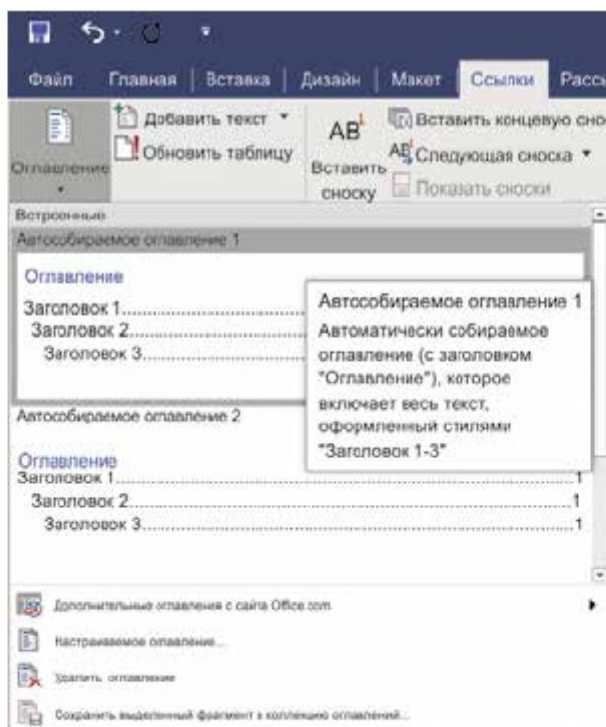 Файл Главная Вставка Дизайн Макет Ссылки Рассы
Оглавление
Добавить текст
Обновить таблицу
AB1
Вставить
сноску
Вставить концевую сно
AB Следующая сноска
Показать сноски
Встроенный
Автособираемое оглавление 1
Оглавление
Заголовок 1
Заголовок 2
Заголовок 3
Автособираемое оглавление 1
Автоматически собираемое
оглавление (с заголовком
"Оглавление"), которое
включает весь текст,
оформленный стилями
"Заголовок 1-3"
Автособираемое оглавление 2
Оглавление
Заголовок 1..........1
Заголовок 2..........1
Заголовок 3..........1
Дополнительные оглавления с сайта Office.com
Настраиваемое оглавление...
Удалить оглавление
Сохранить выделенный фрагмент в коллекцию оглавлений...